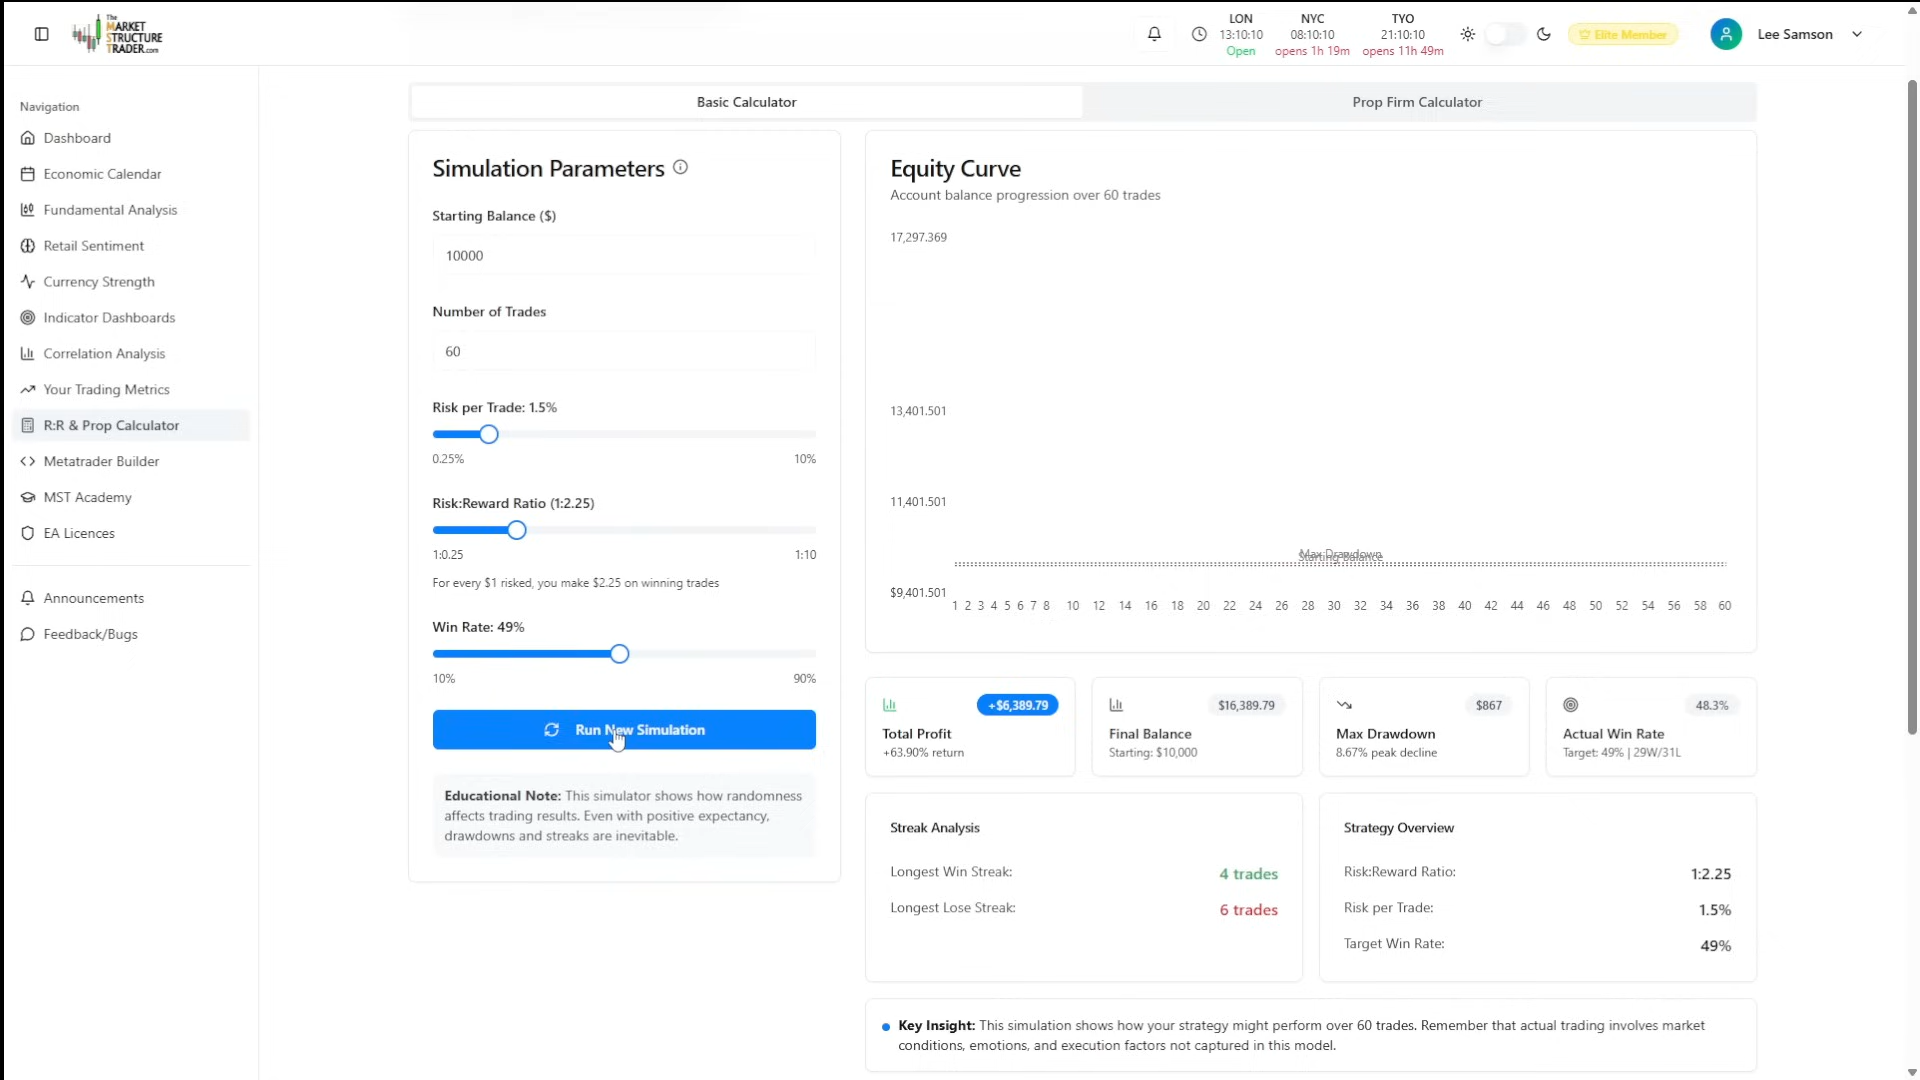 The
MARKET
STRUCTURE
TRADER.com
LON
13:10:10
Open
NYC
08:10:10
opens 1h 19m
TYO
21:10:10
opens 11h 49m
Elite Member
Lee Samson
Navigation
Dashboard
Economic Calendar
Fundamental Analysis
Retail Sentiment
Currency Strength
Indicator Dashboards
Correlation Analysis
Your Trading Metrics
R:R & Prop Calculator
Metatrader Builder
MST Academy
EA Licences
Announcements
Feedback/Bugs
Basic Calculator
Prop Firm Calculator
Simulation Parameters
Starting Balance ($)
10000
Number of Trades
60
Risk per Trade: 1.5%
0.25% 10%
Risk:Reward Ratio (1:2.25)
1:0.25 1:10
For every $1 risked, you make $2.25 on winning trades
Win Rate: 49%
10% 90%
Run New Simulation
Educational Note: This simulator shows how randomness
affects trading results. Even with positive expectancy,
drawdowns and streaks are inevitable.
Equity Curve
Account balance progression over 60 trades
17,297.369
13,401.501
11,401.501
Max Drawdown
Starting Balance
$9,401.501
1 2 3 4 5 6 7 8 10 12 14 16 18 20 22 24 26 28 30 32 34 36 38 40 42 44 46 48 50 52 54 56 58 60
+$6,389.79
Total Profit
+63.90% return
$16,389.79
Final Balance
Starting: $10,000
$867
Max Drawdown
8.67% peak decline
48.3%
Actual Win Rate
Target: 49% | 29W/31L
Streak Analysis
Longest Win Streak: 4 trades
Longest Lose Streak: 6 trades
Strategy Overview
Risk:Reward Ratio: 1:2.25
Risk per Trade: 1.5%
Target Win Rate: 49%
Key Insight: This simulation shows how your strategy might perform over 60 trades. Remember that actual trading involves market
conditions, emotions, and execution factors not captured in this model.